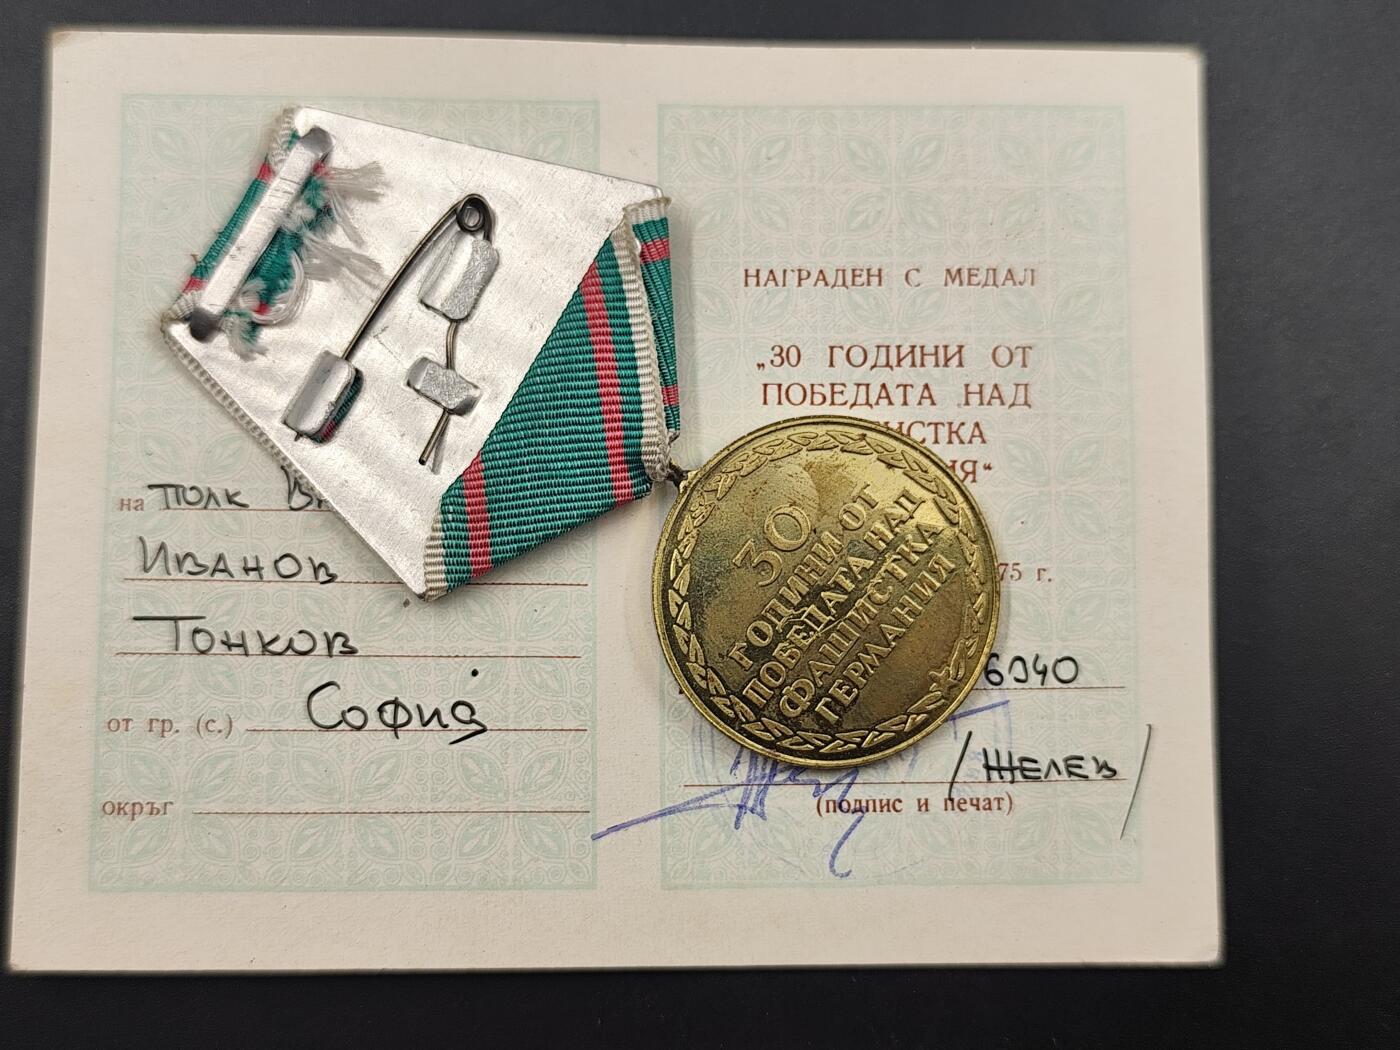 на полк
Иванов
Тонков
от гр. (с.) София
окръг
НАГРАДЕН С МЕДАЛ
„30 ГОДИНИ ОТ
ПОБЕДАТА НАД
75 г.
/Желев/
(подпис и печат)
30
ГОДИНИ ОТ
ПОБЕДАТА НАД
ФАШИСТКА
ГЕРМАНИЯ